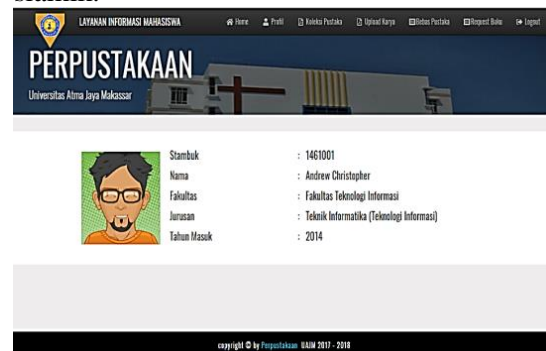 LAYANAN INFORMASI MAHASISWA Home Profil Koleksi Pustaka Upload Karya Bebas Pustaka Request Buku Logout
PERPUSTAKAAN
Universitas Atma Jaya Makassar
Stambuk : 1461001
Nama : Andrew Christopher
Fakultas : Fakultas Teknologi Informasi
Jurusan : Teknik Informatika (Teknologi Informasi)
Tahun Masuk : 2014
copyright © by Perpustakaan UAJM 2017 - 2018